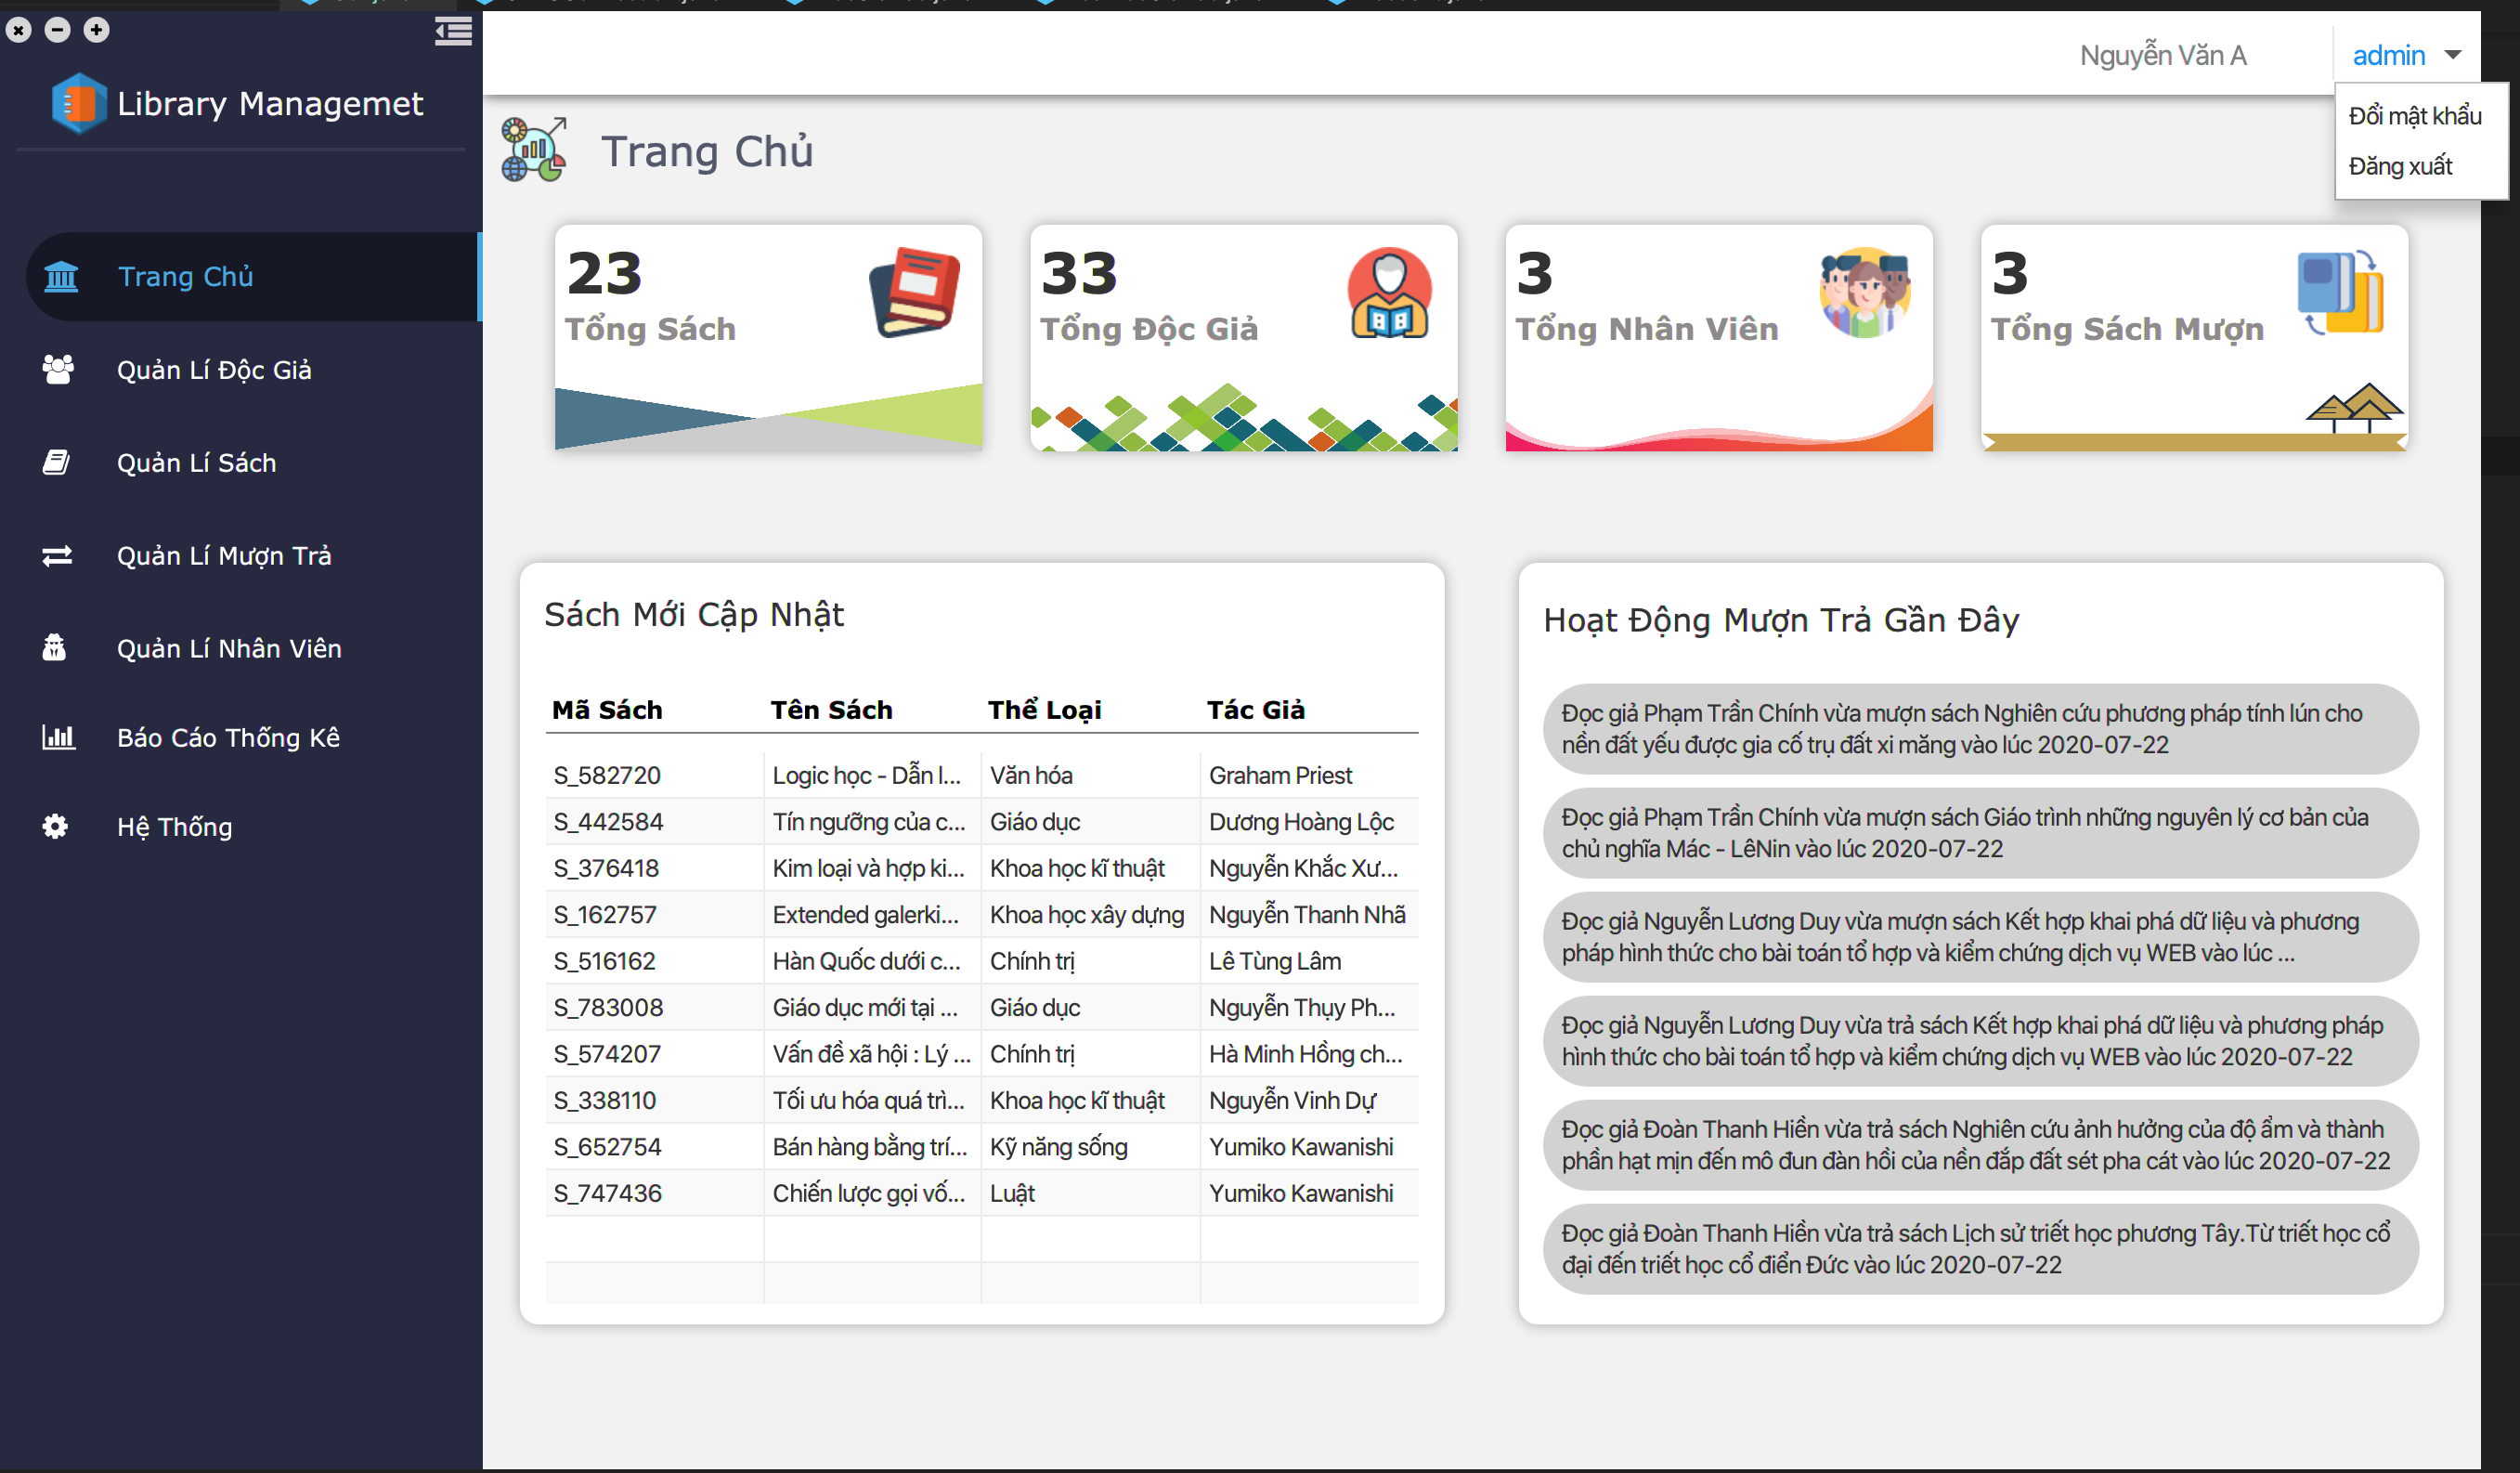 Library Managemet
Trang Chủ
Quản Lí Độc Giả
Quản Lí Sách
Quản Lí Mượn Trả
Quản Lí Nhân Viên
Báo Cáo Thống Kê
Hệ Thống
Nguyễn Văn A
admin
Đổi mật khẩu
Đăng xuất
Trang Chủ
23
Tổng Sách
33
Tổng Độc Giả
3
Tổng Nhân Viên
3
Tổng Sách Mượn
Sách Mới Cập Nhật
Mã Sách Tên Sách Thể Loại Tác Giả
S_582720 Logic học - Dẫn l... Văn hóa Graham Priest
S_442584 Tín ngưỡng của c... Giáo dục Dương Hoàng Lộc
S_376418 Kim loại và hợp ki... Khoa học kĩ thuật Nguyễn Khắc Xư...
S_162757 Extended galerki... Khoa học xây dựng Nguyễn Thanh Nhã
S_516162 Hàn Quốc dưới c... Chính trị Lê Tùng Lâm
S_783008 Giáo dục mới tại ... Giáo dục Nguyễn Thụy Ph...
S_574207 Vấn đề xã hội : Lý ... Chính trị Hà Minh Hồng ch...
S_338110 Tối ưu hóa quá trì... Khoa học kĩ thuật Nguyễn Vinh Dự
S_652754 Bán hàng bằng trí... Kỹ năng sống Yumiko Kawanishi
S_747436 Chiến lược gọi vố... Luật Yumiko Kawanishi
Hoạt Động Mượn Trả Gần Đây
Đọc giả Phạm Trần Chính vừa mượn sách Nghiên cứu phương pháp tính lún cho
nền đất yếu được gia cố trụ đất xi măng vào lúc 2020-07-22
Đọc giả Phạm Trần Chính vừa mượn sách Giáo trình những nguyên lý cơ bản của
chủ nghĩa Mác - LêNin vào lúc 2020-07-22
Đọc giả Nguyễn Lương Duy vừa mượn sách Kết hợp khai phá dữ liệu và phương
pháp hình thức cho bài toán tổ hợp và kiểm chứng dịch vụ WEB vào lúc ...
Đọc giả Nguyễn Lương Duy vừa trả sách Kết hợp khai phá dữ liệu và phương pháp
hình thức cho bài toán tổ hợp và kiểm chứng dịch vụ WEB vào lúc 2020-07-22
Đọc giả Đoàn Thanh Hiền vừa trả sách Nghiên cứu ảnh hưởng của độ ẩm và thành
phần hạt mịn đến mô đun đàn hồi của nền đắp đất sét pha cát vào lúc 2020-07-22
Đọc giả Đoàn Thanh Hiền vừa trả sách Lịch sử triết học phương Tây.Từ triết học cổ
đại đến triết học cổ điển Đức vào lúc 2020-07-22